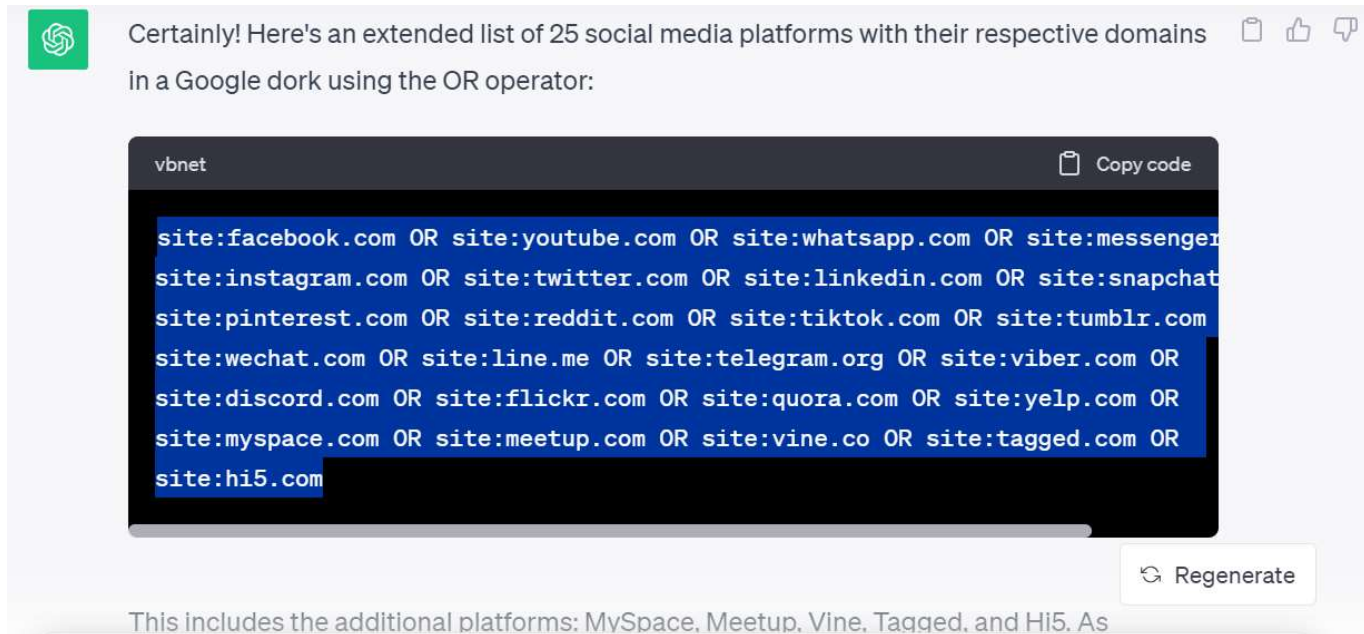 Certainly! Here's an extended list of 25 social media platforms with their respective domains
in a Google dork using the OR operator:
vbnet
Copy code
site:facebook.com OR site:youtube.com OR site:whatsapp.com OR site:messenger
site:instagram.com OR site:twitter.com OR site:linkedin.com OR site:snapchat
site:pinterest.com OR site:reddit.com OR site:tiktok.com OR site:tumblr.com
site:wechat.com OR site:line.me OR site:telegram.org OR site:viber.com OR
site:discord.com OR site:flickr.com OR site:quora.com OR site:yelp.com OR
site:myspace.com OR site:meetup.com OR site:vine.co OR site:tagged.com OR
site:hi5.com
Regenerate
This includes the additional platforms: MySpace, Meetup, Vine, Tagged, and Hi5. As